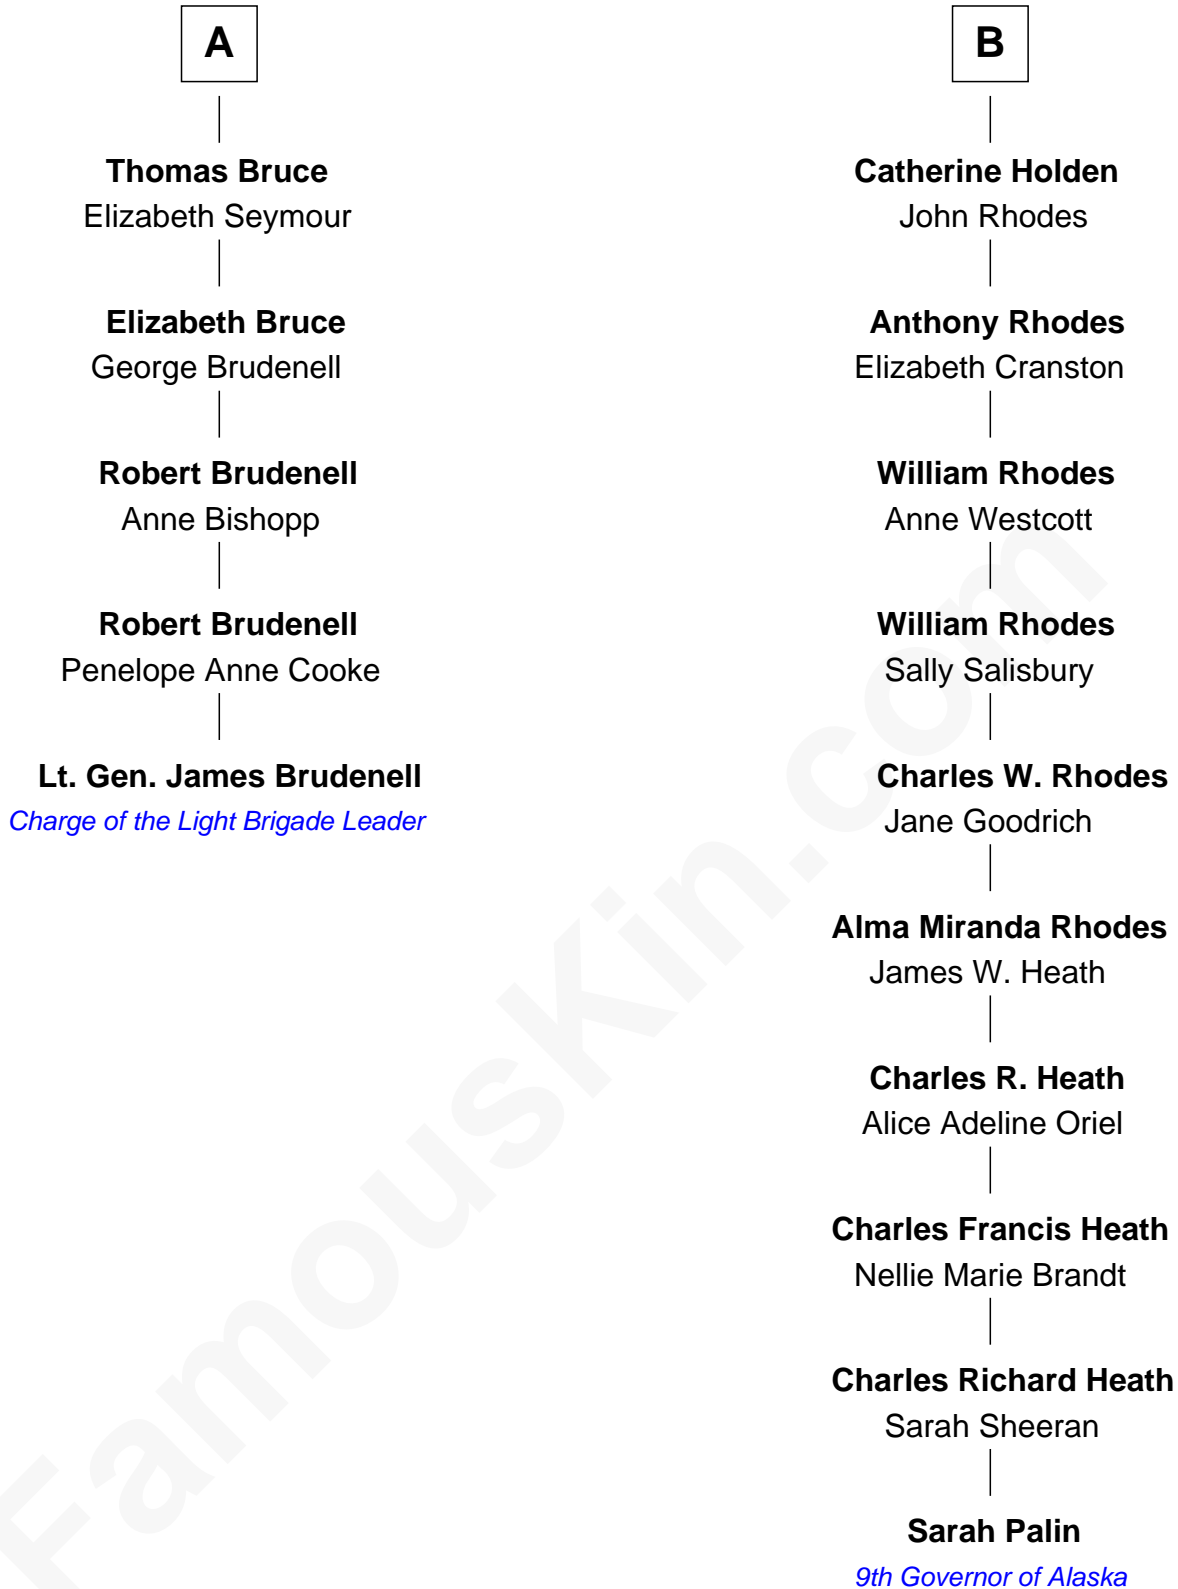 A
Thomas Bruce
Elizabeth Seymour
Elizabeth Bruce
George Brudenell
Robert Brudenell
Anne Bishopp
Robert Brudenell
Penelope Anne Cooke
Lt. Gen. James Brudenell
Charge of the Light Brigade Leader
B
Catherine Holden
John Rhodes
Anthony Rhodes
Elizabeth Cranston
William Rhodes
Anne Westcott
William Rhodes
Sally Salisbury
Charles W. Rhodes
Jane Goodrich
Alma Miranda Rhodes
James W. Heath
Charles R. Heath
Alice Adeline Oriel
Charles Francis Heath
Nellie Marie Brandt
Charles Richard Heath
Sarah Sheeran
Sarah Palin
9th Governor of Alaska
FamousKin.com